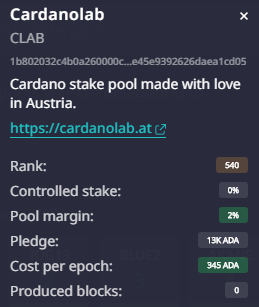 Cardanolab ×
CLAB
1b802032c4b0a260000c...e45e9392626daea1cd05
Cardano stake pool made with love
in Austria.
https://cardanolab.at
Rank: 540
Controlled stake: 0%
Pool margin: 2%
Pledge: 13K ADA
Cost per epoch: 345 ADA
Produced blocks: 0